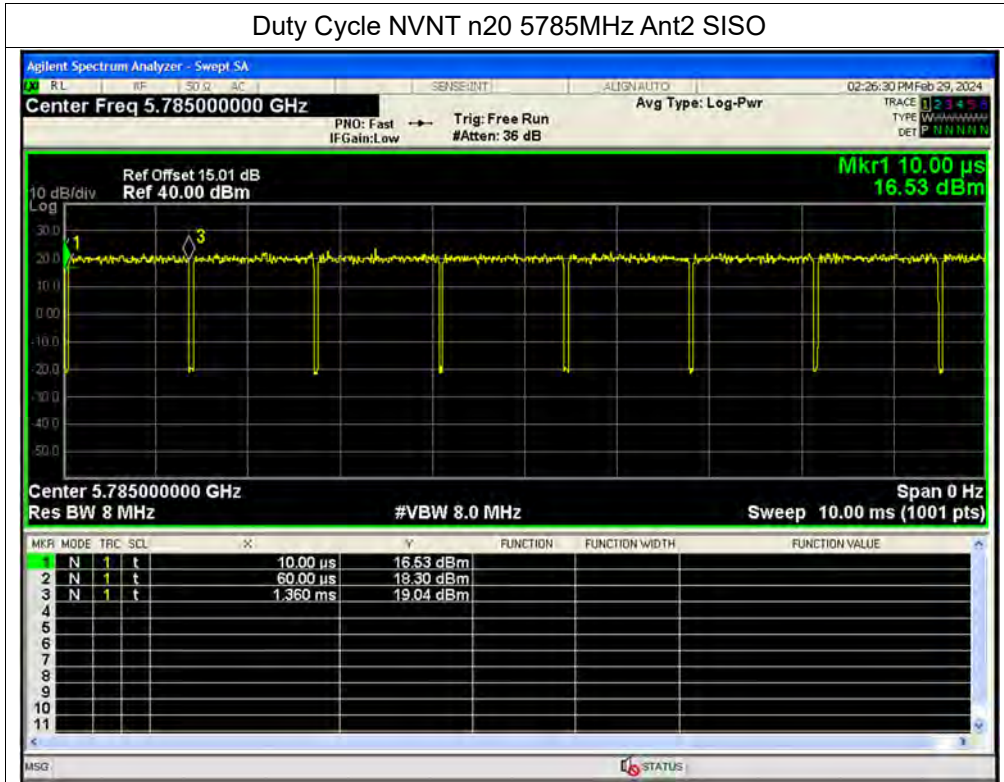 Duty Cycle NVNT n20 5785MHz Ant2 SISO
Agilent Spectrum Analyzer - Swept SA
RL RF 50 Ω AC SENSE:INT ALIGN AUTO 02:26:30 PM Feb 29, 2024
Center Freq 5.785000000 GHz Avg Type: Log-Pwr TRACE 1 2 3 4 5 6
PNO: Fast Trig: Free Run TYPE W
IFGain:Low #Atten: 36 dB DET P N N N N N
Mkr1 10.00 µs
Ref Offset 15.01 dB
10 dB/div Ref 40.00 dBm 16.53 dBm
Log
30.0
20.0
10.0
0.00
-10.0
-20.0
-30.0
-40.0
-50.0
1
3
Center 5.785000000 GHz Span 0 Hz
Res BW 8 MHz #VBW 8.0 MHz Sweep 10.00 ms (1001 pts)
MKR MODE TRC SCL X Y FUNCTION FUNCTION WIDTH FUNCTION VALUE
1 N 1 t 10.00 µs 16.53 dBm
2 N 1 t 60.00 µs 18.30 dBm
3 N 1 t 1.360 ms 19.04 dBm
4
5
6
7
8
9
10
11
MSG STATUS